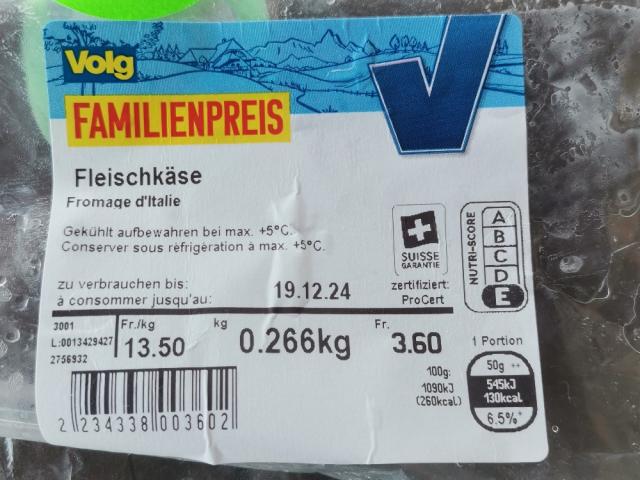 Volg
FAMILIENPREIS
Fleischkäse
Fromage d'Italie
Gekühlt aufbewahren bei max. +5°C.
Conserver sous réfrigération à max. +5°C.
SUISSE
GARANTIE
zertifiziert:
ProCert
NUTRI-SCORE
A
B
C
D
E
zu verbrauchen bis:
à consommer jusqu'au:
19.12.24
3001
L:0013429427
2756932
Fr./kg
13.50
kg
0.266kg
Fr.
3.60
100g:
1090kJ
(260kcal)
1 Portion
50g ++
545kJ
130kcal
6.5%*
2 234338 003602